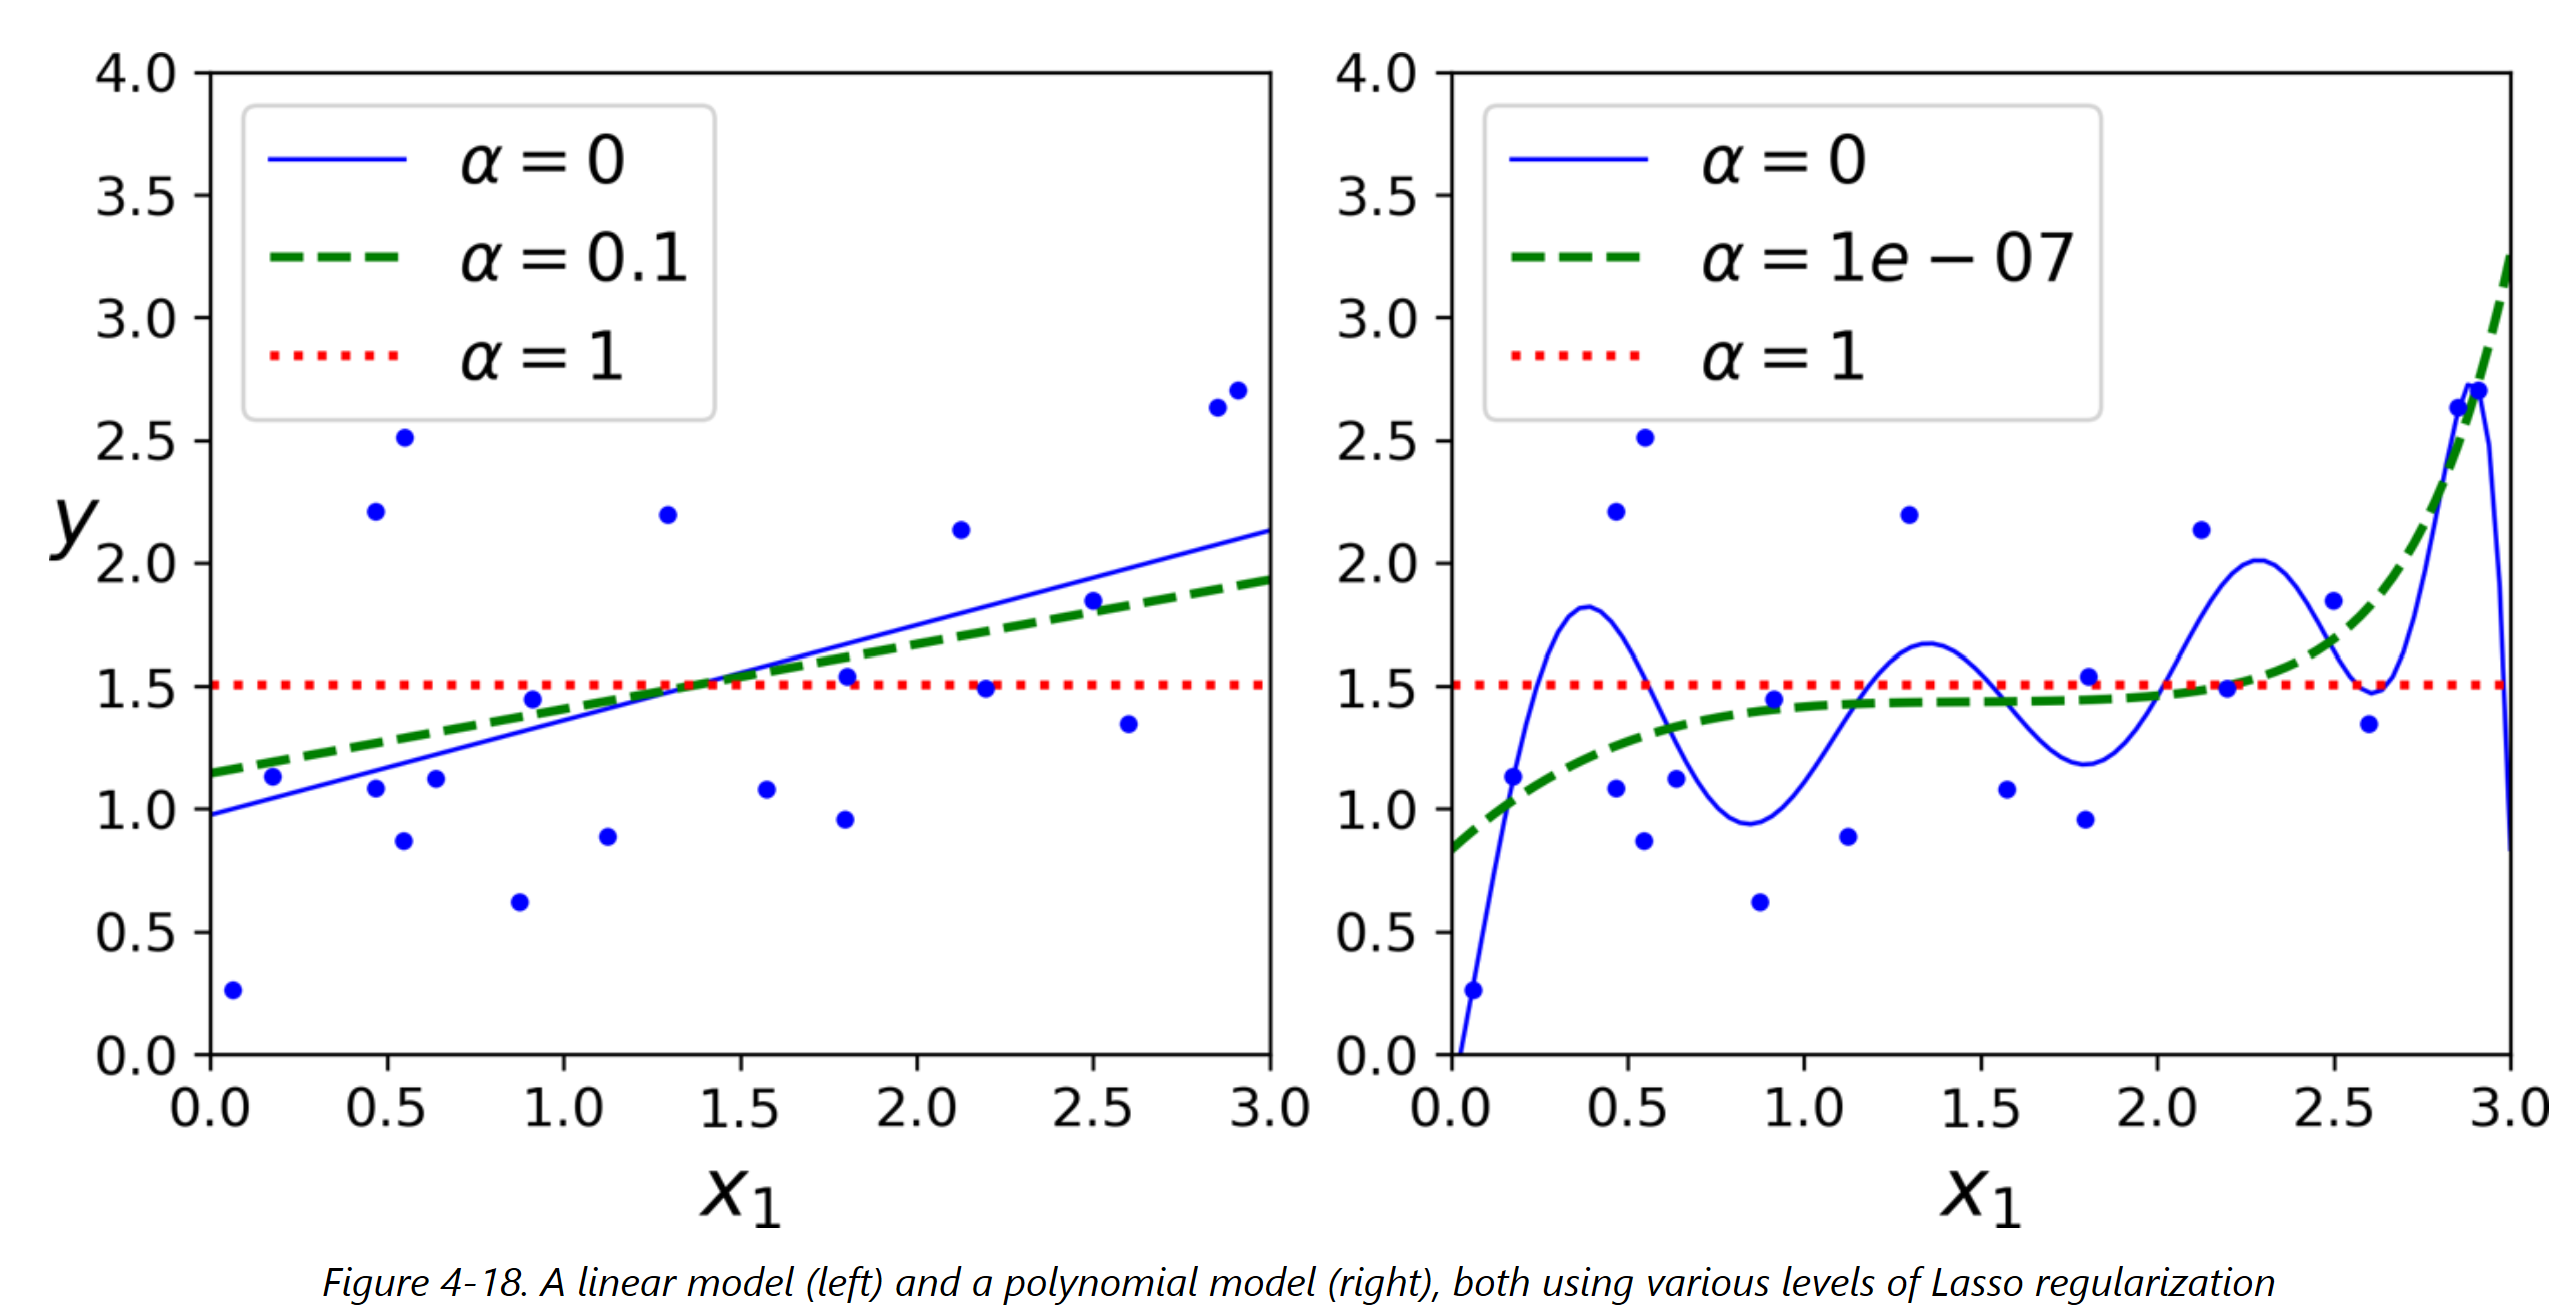 4.0
3.5
3.0
2.5
2.0
1.5
1.0
0.5
0.0
y
α = 0
α = 0.1
α = 1
0.0 0.5 1.0 1.5 2.0 2.5 3.0
x₁
4.0
3.5
3.0
2.5
2.0
1.5
1.0
0.5
0.0
α = 0
α = 1e − 07
α = 1
0.0 0.5 1.0 1.5 2.0 2.5 3.0
x₁
Figure 4-18. A linear model (left) and a polynomial model (right), both using various levels of Lasso regularization